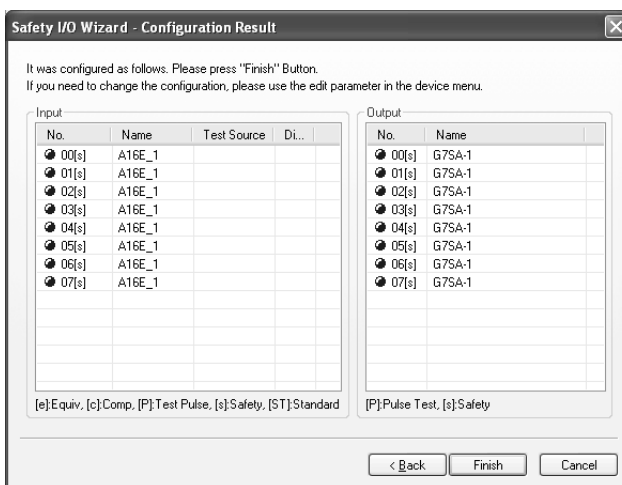 Safety I/O Wizard - Configuration Result
It was configured as follows. Please press "Finish" Button.
If you need to change the configuration, please use the edit parameter in the device menu.
Input
No. Name Test Source Di...
00[s] A16E_1
01[s] A16E_1
02[s] A16E_1
03[s] A16E_1
04[s] A16E_1
05[s] A16E_1
06[s] A16E_1
07[s] A16E_1
[e]:Equiv, [c]:Comp, [P]:Test Pulse, [s]:Safety, [ST]:Standard
Output
No. Name
00[s] G7SA-1
01[s] G7SA-1
02[s] G7SA-1
03[s] G7SA-1
04[s] G7SA-1
05[s] G7SA-1
06[s] G7SA-1
07[s] G7SA-1
[P]:Pulse Test, [s]:Safety
< Back Finish Cancel